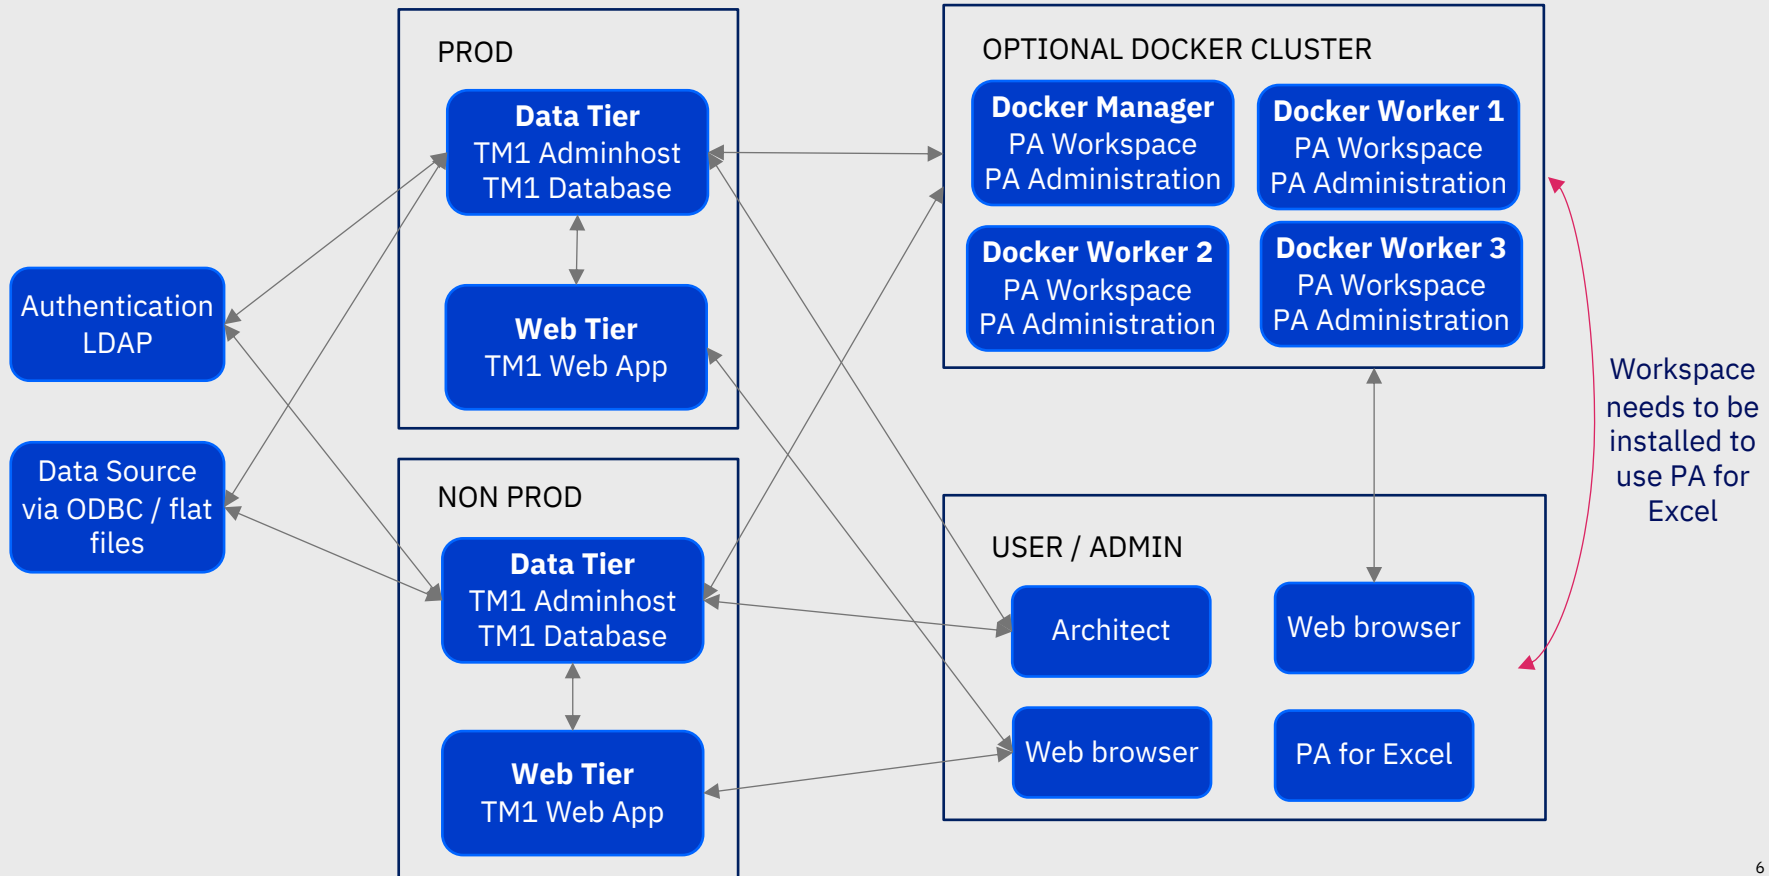 PROD
Data Tier
TM1 Adminhost
TM1 Database
Web Tier
TM1 Web App
OPTIONAL DOCKER CLUSTER
Docker Manager
PA Workspace
PA Administration
Docker Worker 1
PA Workspace
PA Administration
Docker Worker 2
PA Workspace
PA Administration
Docker Worker 3
PA Workspace
PA Administration
Authentication
LDAP
Data Source
via ODBC / flat
files
Workspace
needs to be
installed to
use PA for
Excel
NON PROD
Data Tier
TM1 Adminhost
TM1 Database
Web Tier
TM1 Web App
USER / ADMIN
Architect
Web browser
Web browser
PA for Excel
6